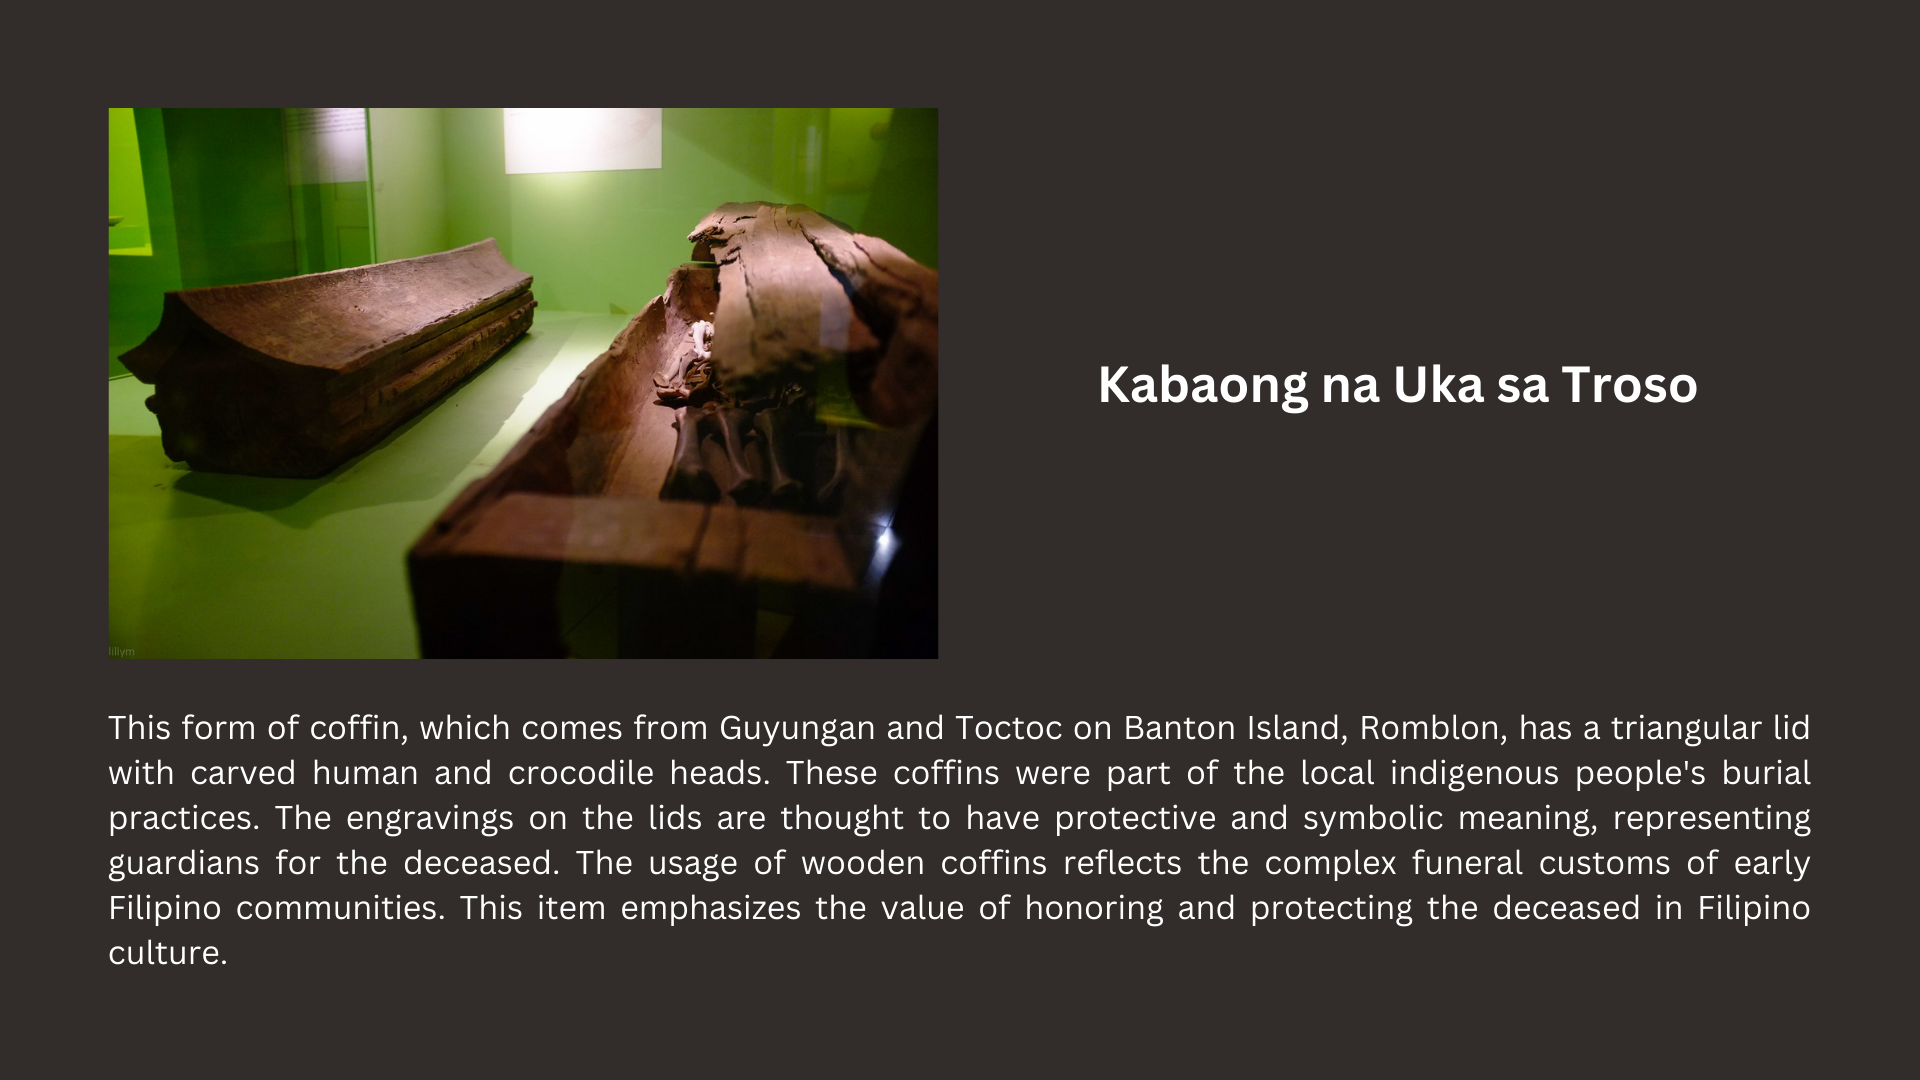 Kabaong na Uka sa Troso
lillym
This form of coffin, which comes from Guyungan and Toctoc on Banton Island, Romblon, has a triangular lid
with carved human and crocodile heads. These coffins were part of the local indigenous people's burial
practices. The engravings on the lids are thought to have protective and symbolic meaning, representing
guardians for the deceased. The usage of wooden coffins reflects the complex funeral customs of early
Filipino communities. This item emphasizes the value of honoring and protecting the deceased in Filipino
culture.